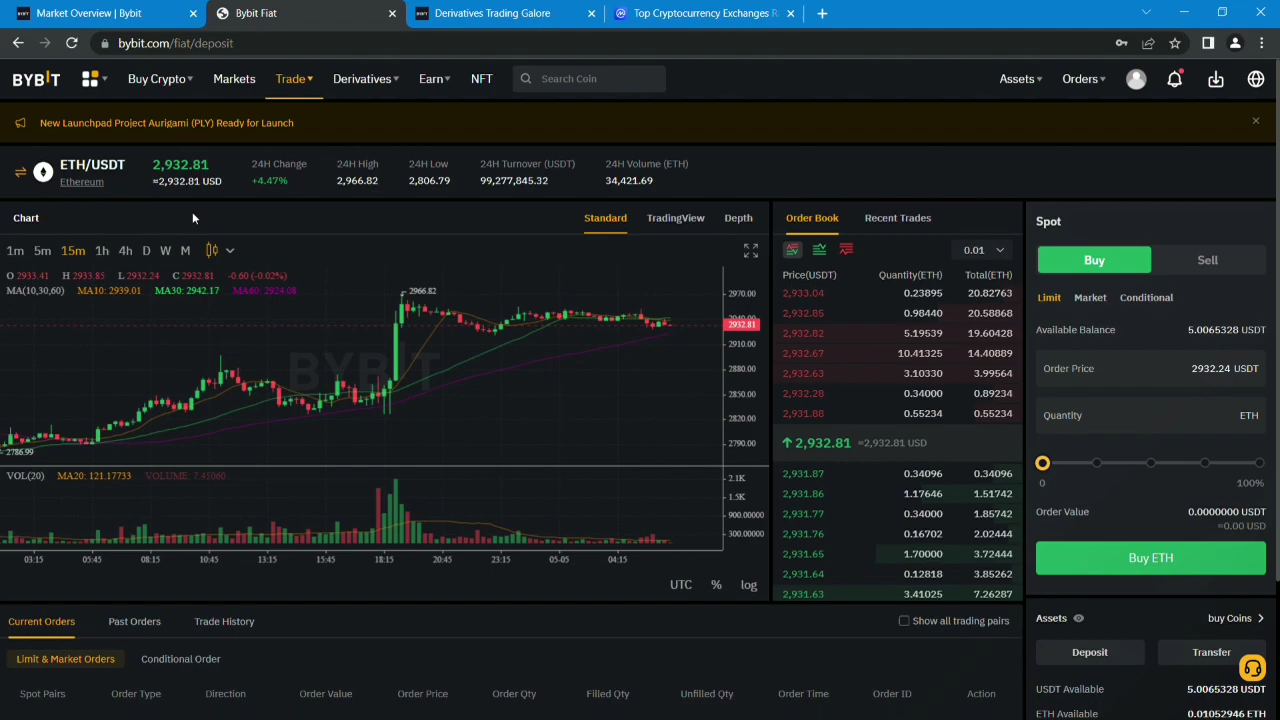 Market Overview | Bybit
Bybit Fiat
Derivatives Trading Galore
Top Cryptocurrency Exchanges R
bybit.com/fiat/deposit
BYBIT Buy Crypto Markets Trade Derivatives Earn NFT Search Coin Assets Orders
New Launchpad Project Aurigami (PLY) Ready for Launch
ETH/USDT 2,932.81 24H Change 24H High 24H Low 24H Turnover (USDT) 24H Volume (ETH)
Ethereum ≈2,932.81 USD +4.47% 2,966.82 2,806.79 99,277,845.32 34,421.69
Chart Standard TradingView Depth
1m 5m 15m 1h 4h D W M
O 2933.41 H 2933.85 L 2932.24 C 2932.81 -0.60 (-0.02%)
MA(10,30,60) MA10: 2939.01 MA30: 2942.17 MA60: 2924.08
2966.82
2970.00
2940.00
2932.81
2910.00
2880.00
2850.00
2820.00
2790.00
BYBIT
2786.99
VOL(20) MA20: 121.17733 VOLUME: 7.41060
2.1K
1.5K
900.00000
300.00000
03:15 05:45 08:15 10:45 13:15 15:45 18:15 20:45 23:15 05-05 04:15
UTC % log
Order Book Recent Trades
0.01
Price(USDT) Quantity(ETH) Total(ETH)
2,933.04 0.23895 20.82763
2,932.85 0.98440 20.58868
2,932.82 5.19539 19.60428
2,932.67 10.41325 14.40889
2,932.63 3.10330 3.99564
2,932.28 0.34000 0.89234
2,931.88 0.55234 0.55234
2,932.81 ≈2,932.81 USD
2,931.87 0.34096 0.34096
2,931.86 1.17646 1.51742
2,931.77 0.34000 1.85742
2,931.76 0.16702 2.02444
2,931.65 1.70000 3.72444
2,931.64 0.12818 3.85262
2,931.63 3.41025 7.26287
Spot
Buy Sell
Limit Market Conditional
Available Balance 5.0065328 USDT
Order Price 2932.24 USDT
Quantity ETH
0 100%
Order Value 0.0000000 USDT
≈0.00 USD
Buy ETH
Assets buy Coins
Deposit Transfer
USDT Available 5.0065328 USDT
ETH Available 0.01052946 ETH
Current Orders Past Orders Trade History Show all trading pairs
Limit & Market Orders Conditional Order
Spot Pairs Order Type Direction Order Value Order Price Order Qty Filled Qty Unfilled Qty Order Time Order ID Action